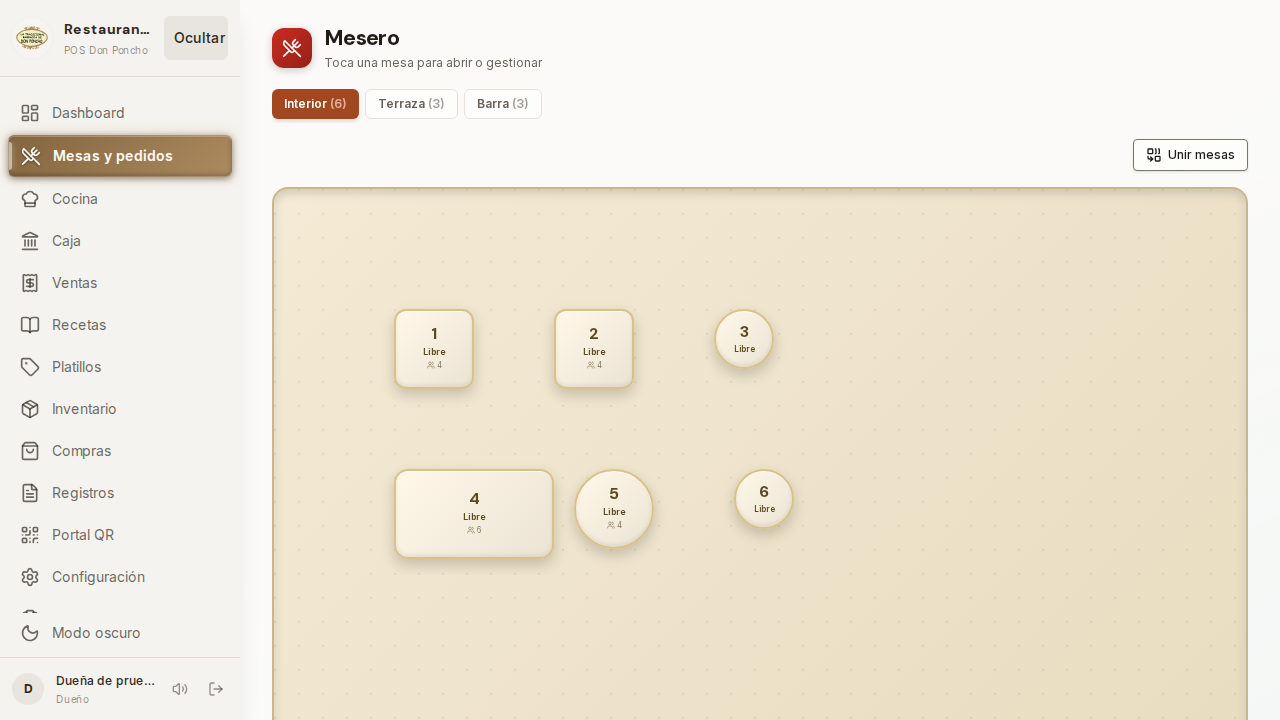 Restauran...
POS Don Poncho
Ocultar
Dashboard
Mesas y pedidos
Cocina
Caja
Ventas
Recetas
Platillos
Inventario
Compras
Registros
Portal QR
Configuración
Modo oscuro
D
Dueña de prue...
Dueño
Mesero
Toca una mesa para abrir o gestionar
Interior (6)
Terraza (3)
Barra (3)
Unir mesas
1
Libre
4
2
Libre
4
3
Libre
4
Libre
6
5
Libre
4
6
Libre